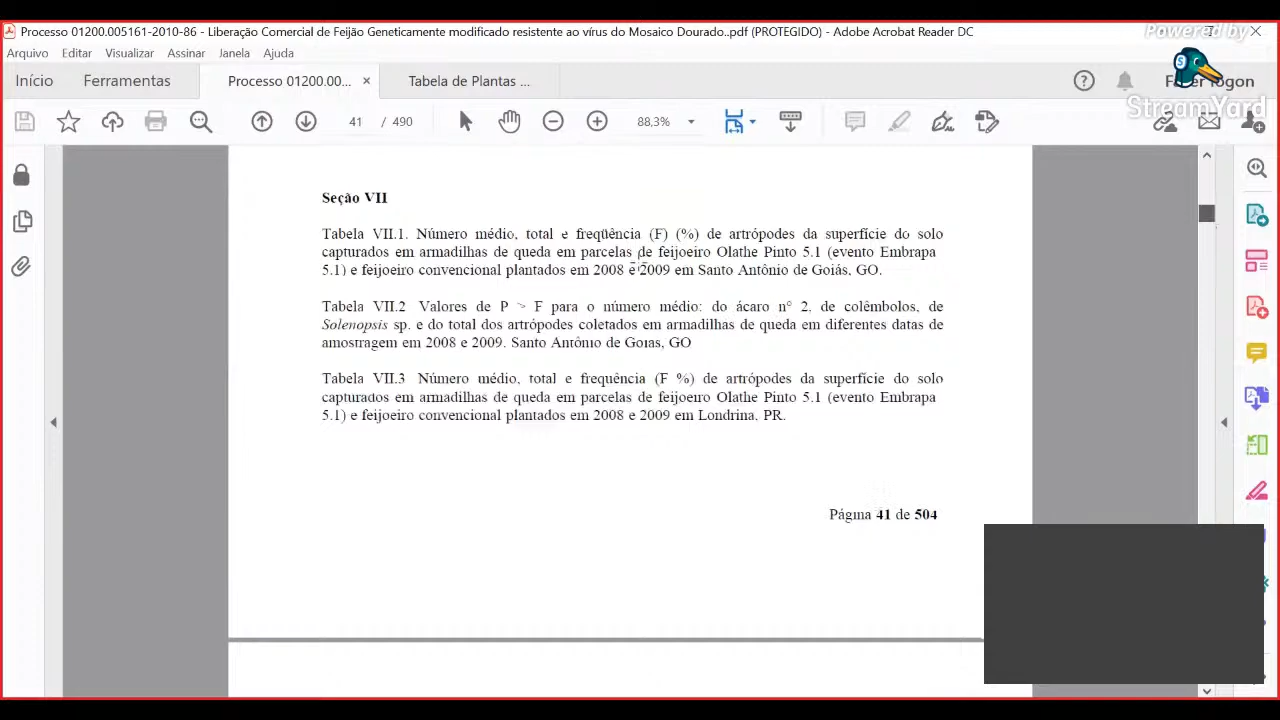 Processo 01200.005161-2010-86 - Liberação Comercial de Feijão Geneticamente modificado resistente ao vírus do Mosaico Dourado..pdf (PROTEGIDO) - Adobe Acrobat Reader DC
Powered by
Arquivo Editar Visualizar Assinar Janela Ajuda
Início Ferramentas Processo 01200.00... × Tabela de Plantas ...
StreamYard
41 / 490 88,3%
Seção VII
Tabela VII.1. Número médio, total e freqüência (F) (%) de artrópodes da superfície do solo
capturados em armadilhas de queda em parcelas de feijoeiro Olathe Pinto 5.1 (evento Embrapa
5.1) e feijoeiro convencional plantados em 2008 e 2009 em Santo Antônio de Goiás, GO.
Tabela VII.2 Valores de P > F para o número médio: do ácaro n° 2, de colêmbolos, de
Solenopsis sp. e do total dos artrópodes coletados em armadilhas de queda em diferentes datas de
amostragem em 2008 e 2009. Santo Antônio de Goiás, GO
Tabela VII.3 Número médio, total e frequência (F %) de artrópodes da superfície do solo
capturados em armadilhas de queda em parcelas de feijoeiro Olathe Pinto 5.1 (evento Embrapa
5.1) e feijoeiro convencional plantados em 2008 e 2009 em Londrina, PR.
Página 41 de 504